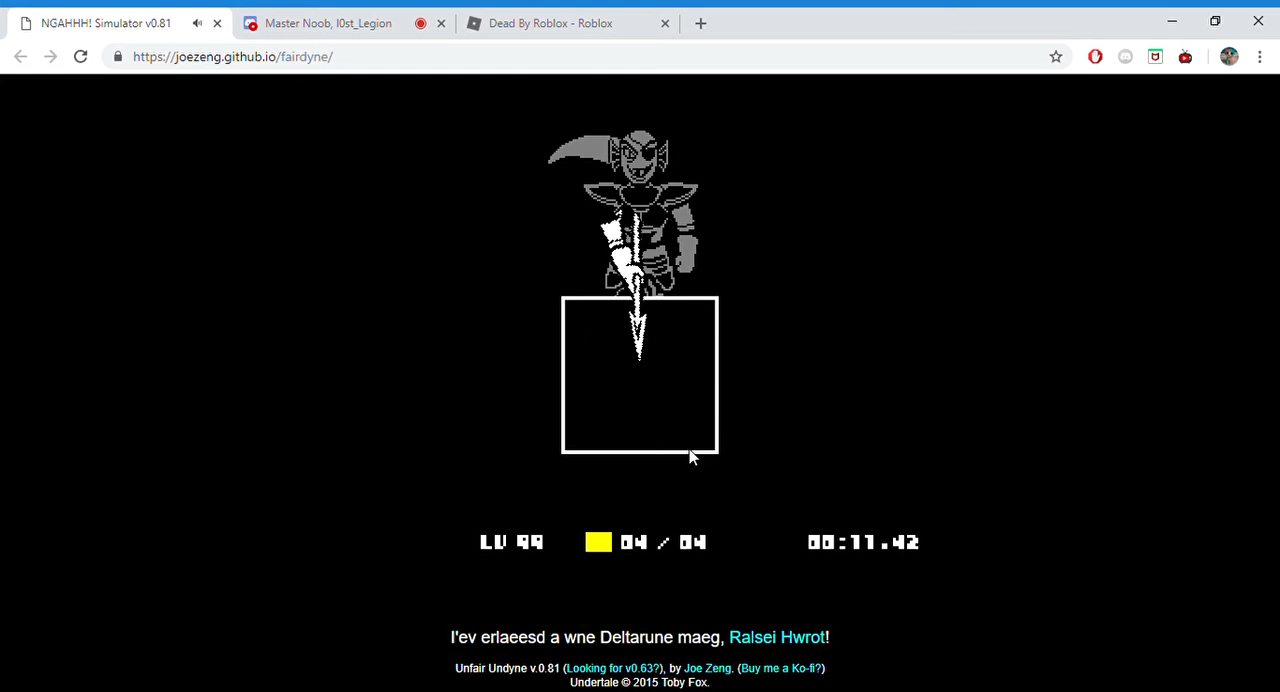 NGAHHH! Simulator v0.81
Master Noob, l0st_Legion
Dead By Roblox - Roblox
https://joezeng.github.io/fairdyne/
LV 99 04 / 04 00:11.42
I'ev erlaeesd a wne Deltarune maeg, Ralsei Hwrot!
Unfair Undyne v.0.81 (Looking for v0.63?), by Joe Zeng. (Buy me a Ko-fi?)
Undertale © 2015 Toby Fox.